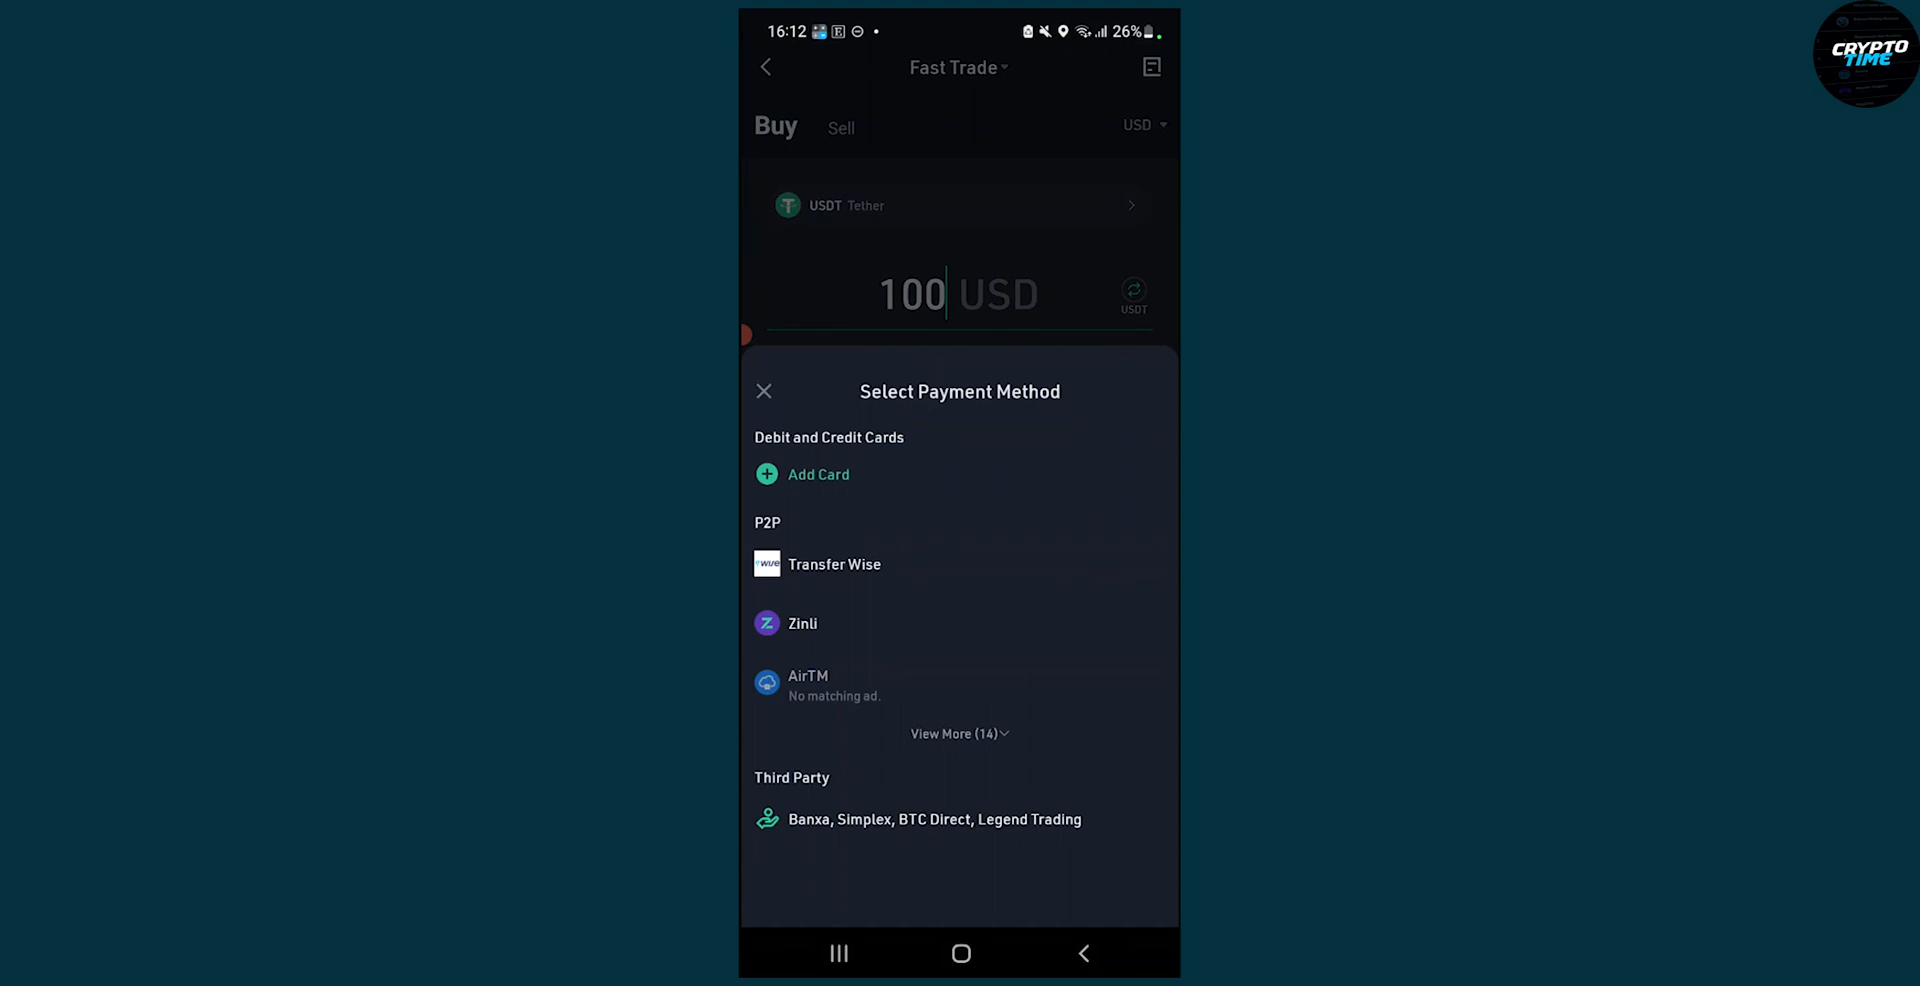 16:12 26%
CRYPTO
TIME
Fast Trade
Buy Sell USD
USDT Tether
100 USD
USDT
Select Payment Method
Debit and Credit Cards
Add Card
P2P
WISE Transfer Wise
Z Zinli
AirTM
No matching ad.
View More (14)
Third Party
Banxa, Simplex, BTC Direct, Legend Trading